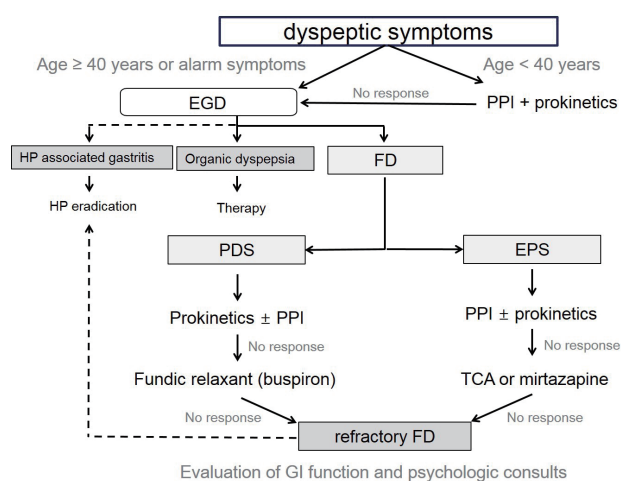 dyspeptic symptoms
Age ≥ 40 years or alarm symptoms
Age < 40 years
No response
EGD
PPI + prokinetics
HP associated gastritis
Organic dyspepsia
FD
HP eradication
Therapy
PDS
EPS
Prokinetics ± PPI
PPI ± prokinetics
No response
No response
Fundic relaxant (buspiron)
TCA or mirtazapine
No response
No response
refractory FD
Evaluation of GI function and psychologic consults